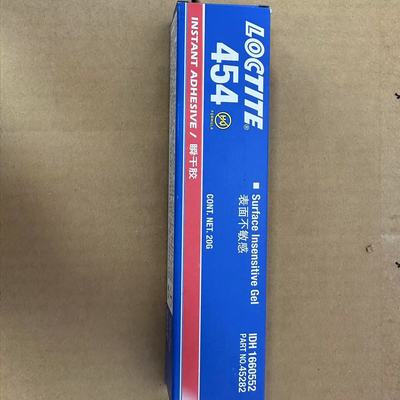 LOCTITE®
454
FORMULA
INSTANT ADHESIVE / 瞬干胶
■ Surface Insensitive Gel
表面不敏感
CONT. NET. 20G
IDH 1660552
PART NO.45282